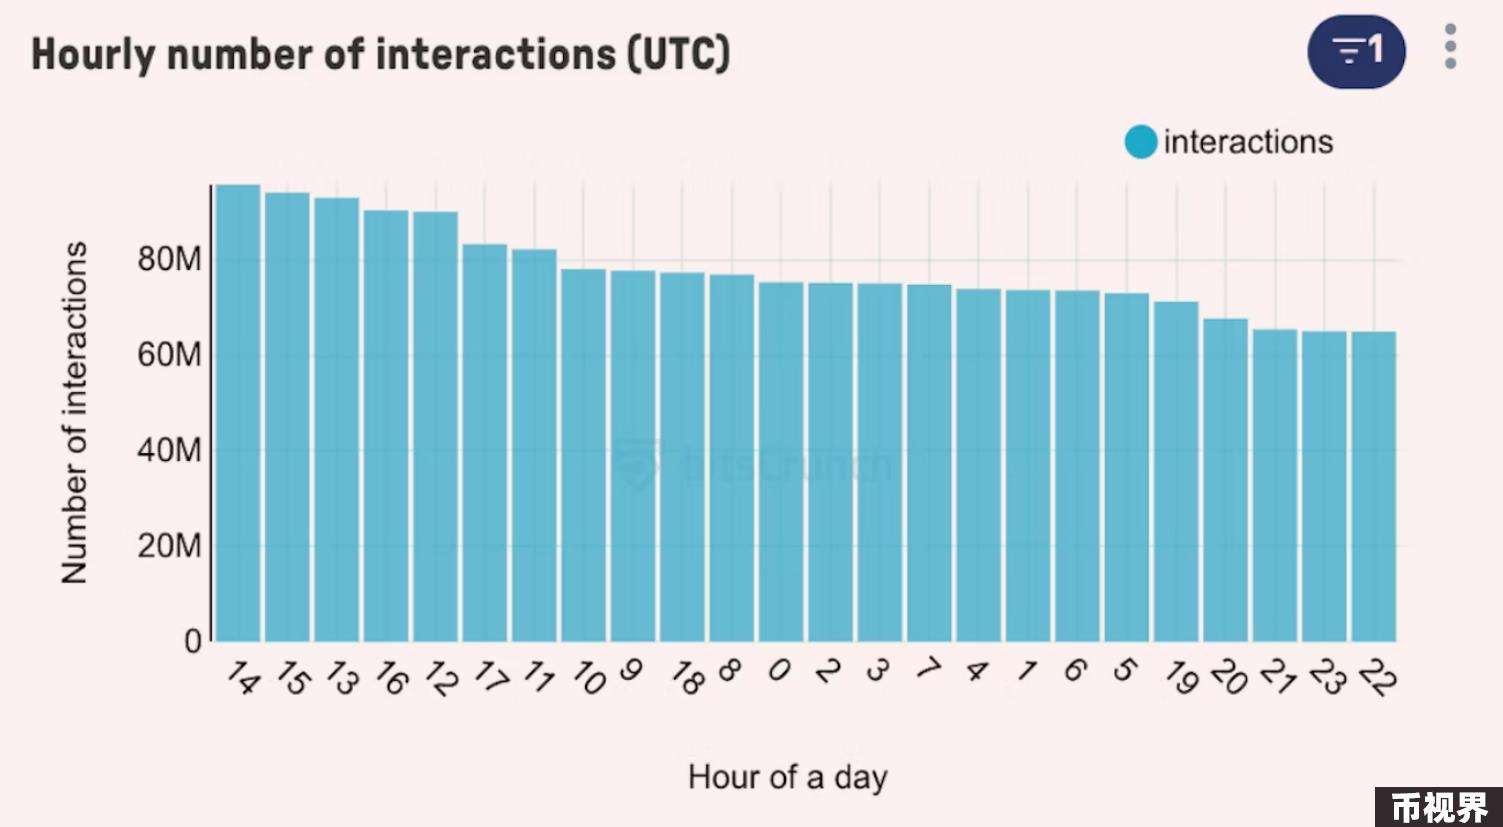 Hourly number of interactions (UTC)
1
interactions
Number of interactions
80M
60M
40M
20M
0
bitsCrunch
14 15 13 16 12 17 11 10 9 18 8 0 2 3 7 4 1 6 5 19 20 21 23 22
Hour of a day
币视界